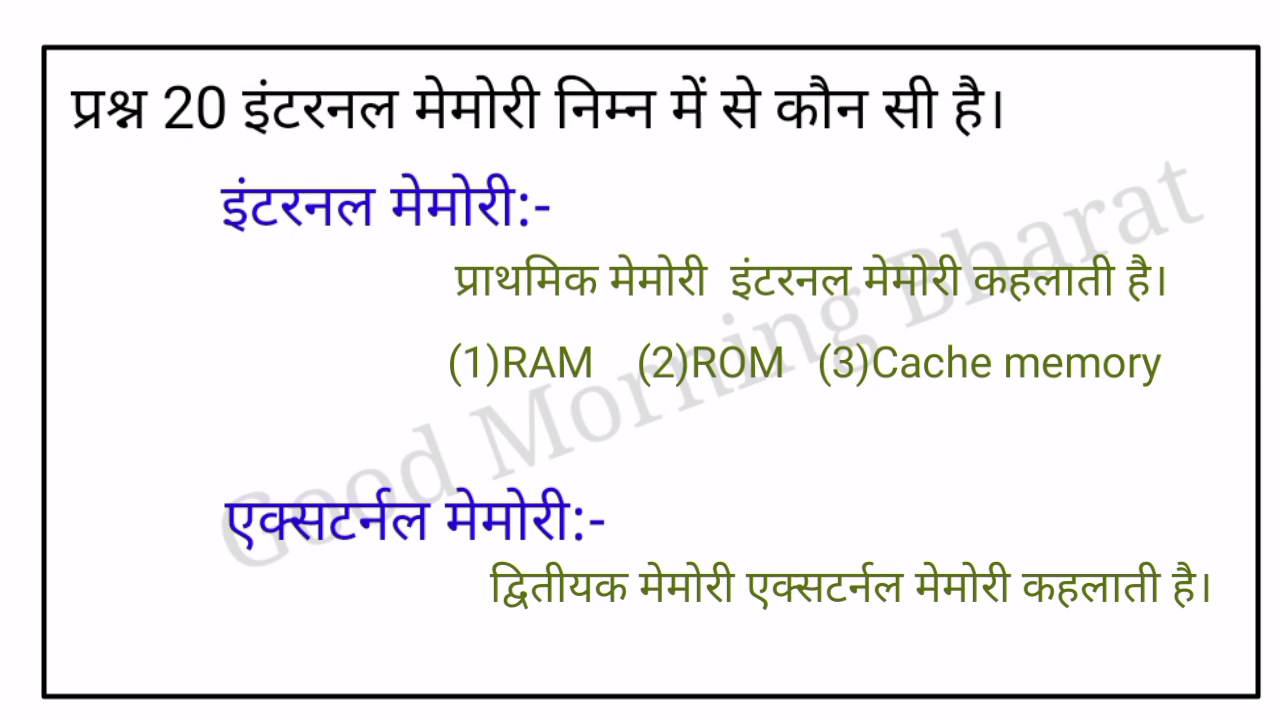 प्रश्न 20 इंटरनल मेमोरी निम्न में से कौन सी है।
इंटरनल मेमोरी:-
प्राथमिक मेमोरी इंटरनल मेमोरी कहलाती है।
(1)RAM (2)ROM (3)Cache memory
एक्सटर्नल मेमोरी:-
द्वितीयक मेमोरी एक्सटर्नल मेमोरी कहलाती है।
Good Morning Bharat